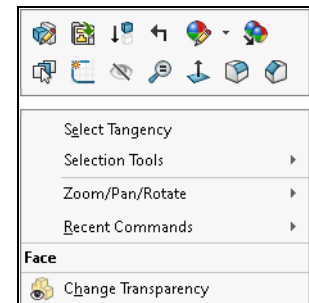 Select Tangency
Selection Tools
Zoom/Pan/Rotate
Recent Commands
Face
Change Transparency